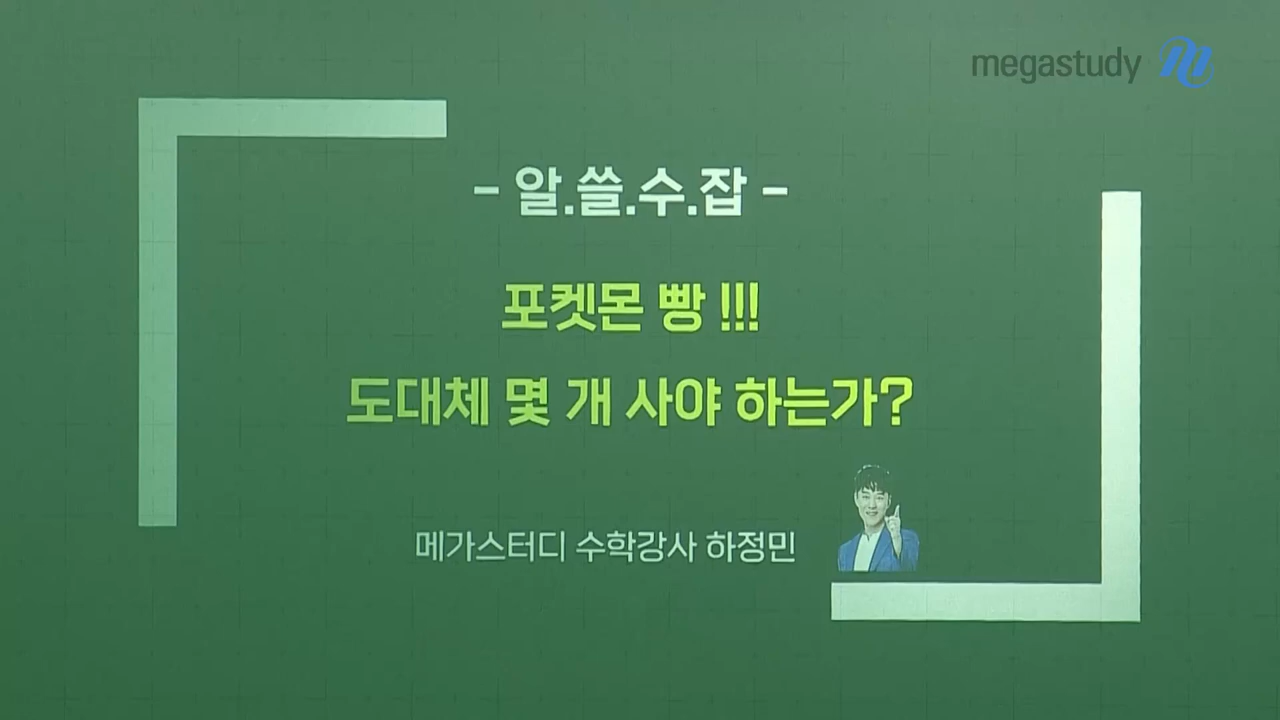 megastudy
- 알.쓸.수.잡 -
포켓몬 빵 !!!
도대체 몇 개 사야 하는가?
메가스터디 수학강사 하정민